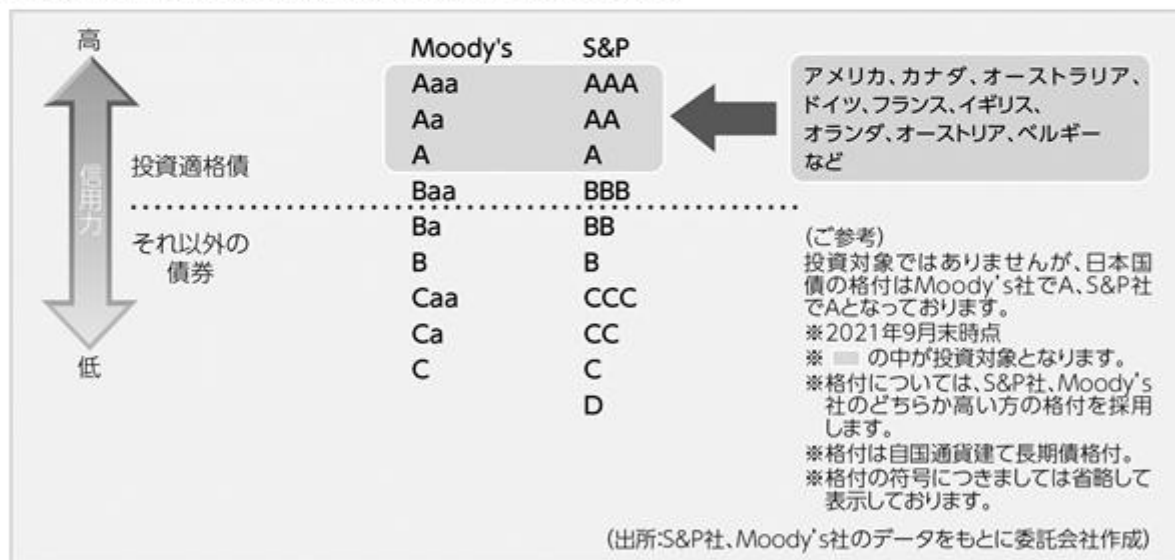 高
信用力
低
投資適格債
それ以外の
債券
Moody's S&P
Aaa AAA
Aa AA
A A
Baa BBB
Ba BB
B B
Caa CCC
Ca CC
C C
D
アメリカ、カナダ、オーストラリア、
ドイツ、フランス、イギリス、
オランダ、オーストリア、ベルギー
など
(ご参考)
投資対象ではありませんが、日本国
債の格付はMoody's社でA、S&P社
でAとなっております。
※2021年9月末時点
※ の中が投資対象となります。
※格付については、S&P社、Moody's
社のどちらか高い方の格付を採用
します。
※格付は自国通貨建て長期債格付。
※格付の符号につきましては省略して
表示しております。
(出所:S&P社、Moody's社のデータをもとに委託会社作成)